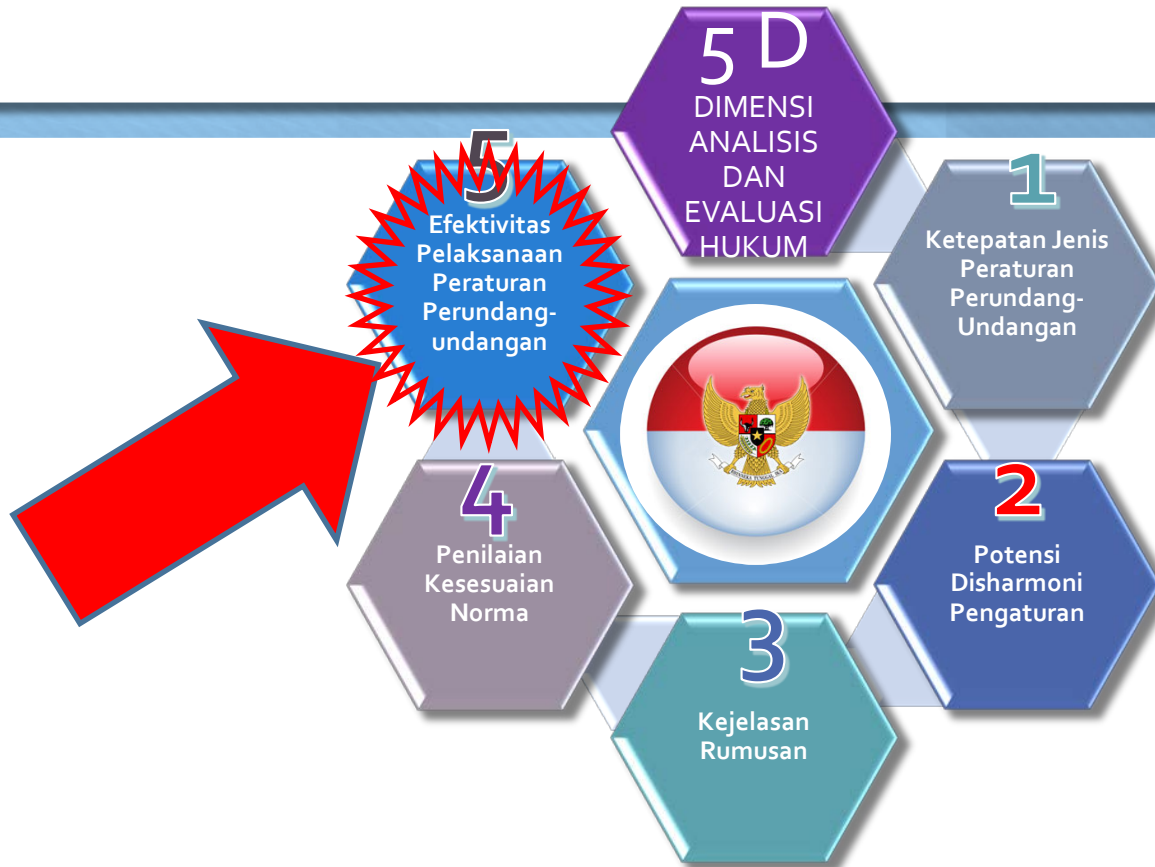 5 D
DIMENSI
ANALISIS
DAN
EVALUASI
HUKUM
1
Ketepatan Jenis
Peraturan
Perundang-
Undangan
2
Potensi
Disharmoni
Pengaturan
3
Kejelasan
Rumusan
4
Penilaian
Kesesuaian
Norma
5
Efektivitas
Pelaksanaan
Peraturan
Perundang-
undangan